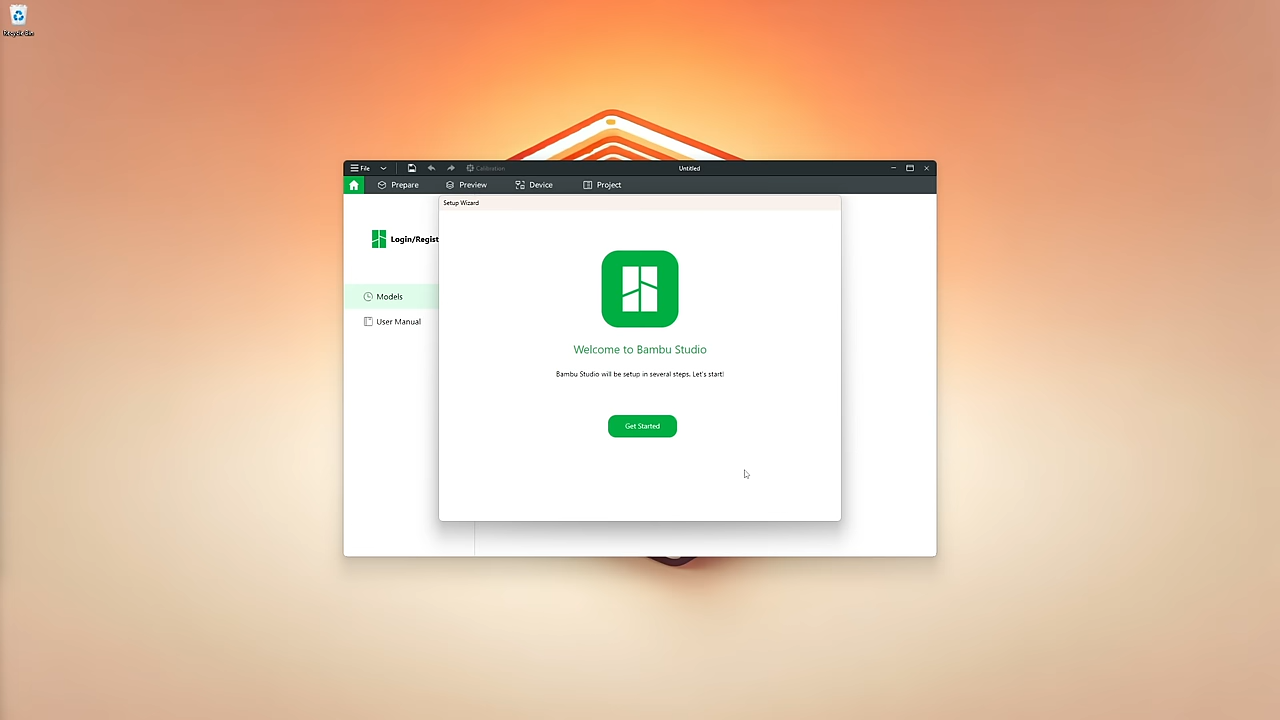 Recycle Bin
File
Calibration
Untitled
Prepare
Preview
Device
Project
Setup Wizard
Login/Regist
Models
User Manual
Welcome to Bambu Studio
Bambu Studio will be setup in several steps. Let's start!
Get Started